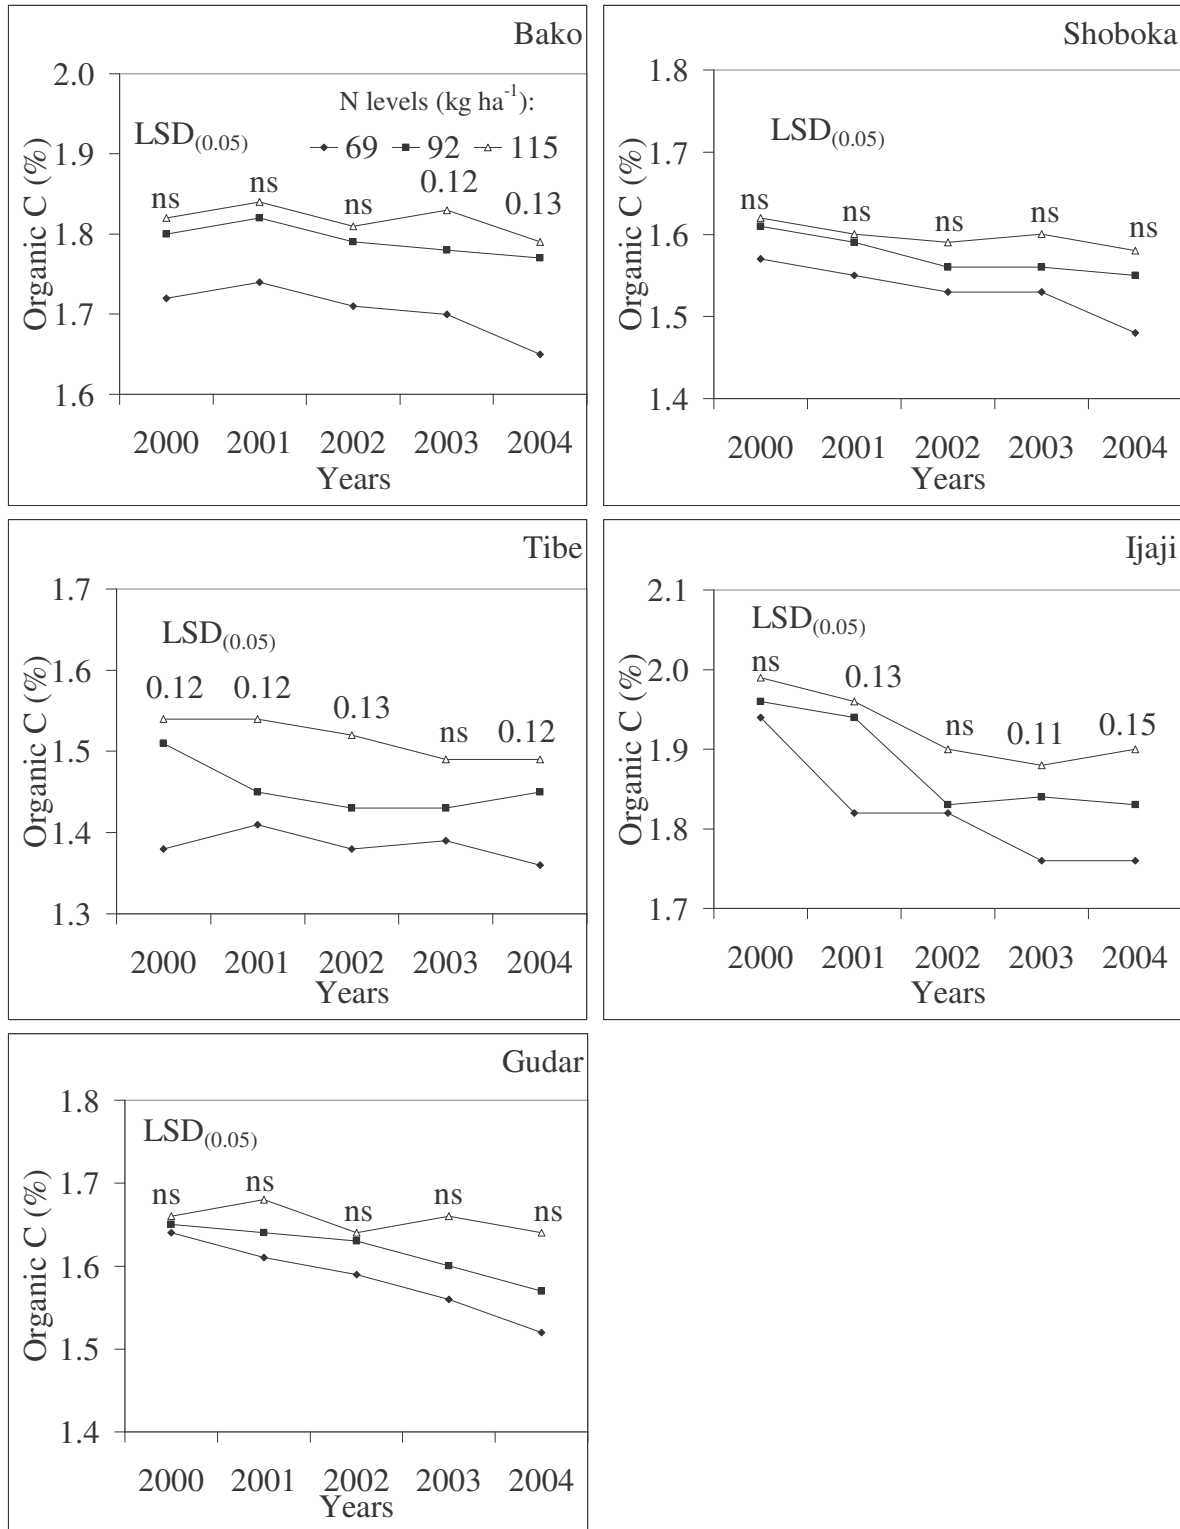 Bako
2.0
N levels (kg ha-1):
LSD(0.05)
69 92 115
1.9
ns ns ns 0.12 0.13
1.8
1.7
1.6
Organic C (%)
2000 2001 2002 2003 2004
Years
Shoboka
1.8
1.7
LSD(0.05)
ns ns ns ns ns
1.6
1.5
1.4
Organic C (%)
2000 2001 2002 2003 2004
Years
Tibe
1.7
LSD(0.05)
1.6
0.12 0.12 0.13 ns 0.12
1.5
1.4
1.3
Organic C (%)
2000 2001 2002 2003 2004
Years
Ijaji
2.1
LSD(0.05)
2.0
ns 0.13 ns 0.11 0.15
1.9
1.8
1.7
Organic C (%)
2000 2001 2002 2003 2004
Years
Gudar
1.8
LSD(0.05)
1.7
ns ns ns ns ns
1.6
1.5
1.4
Organic C (%)
2000 2001 2002 2003 2004
Years